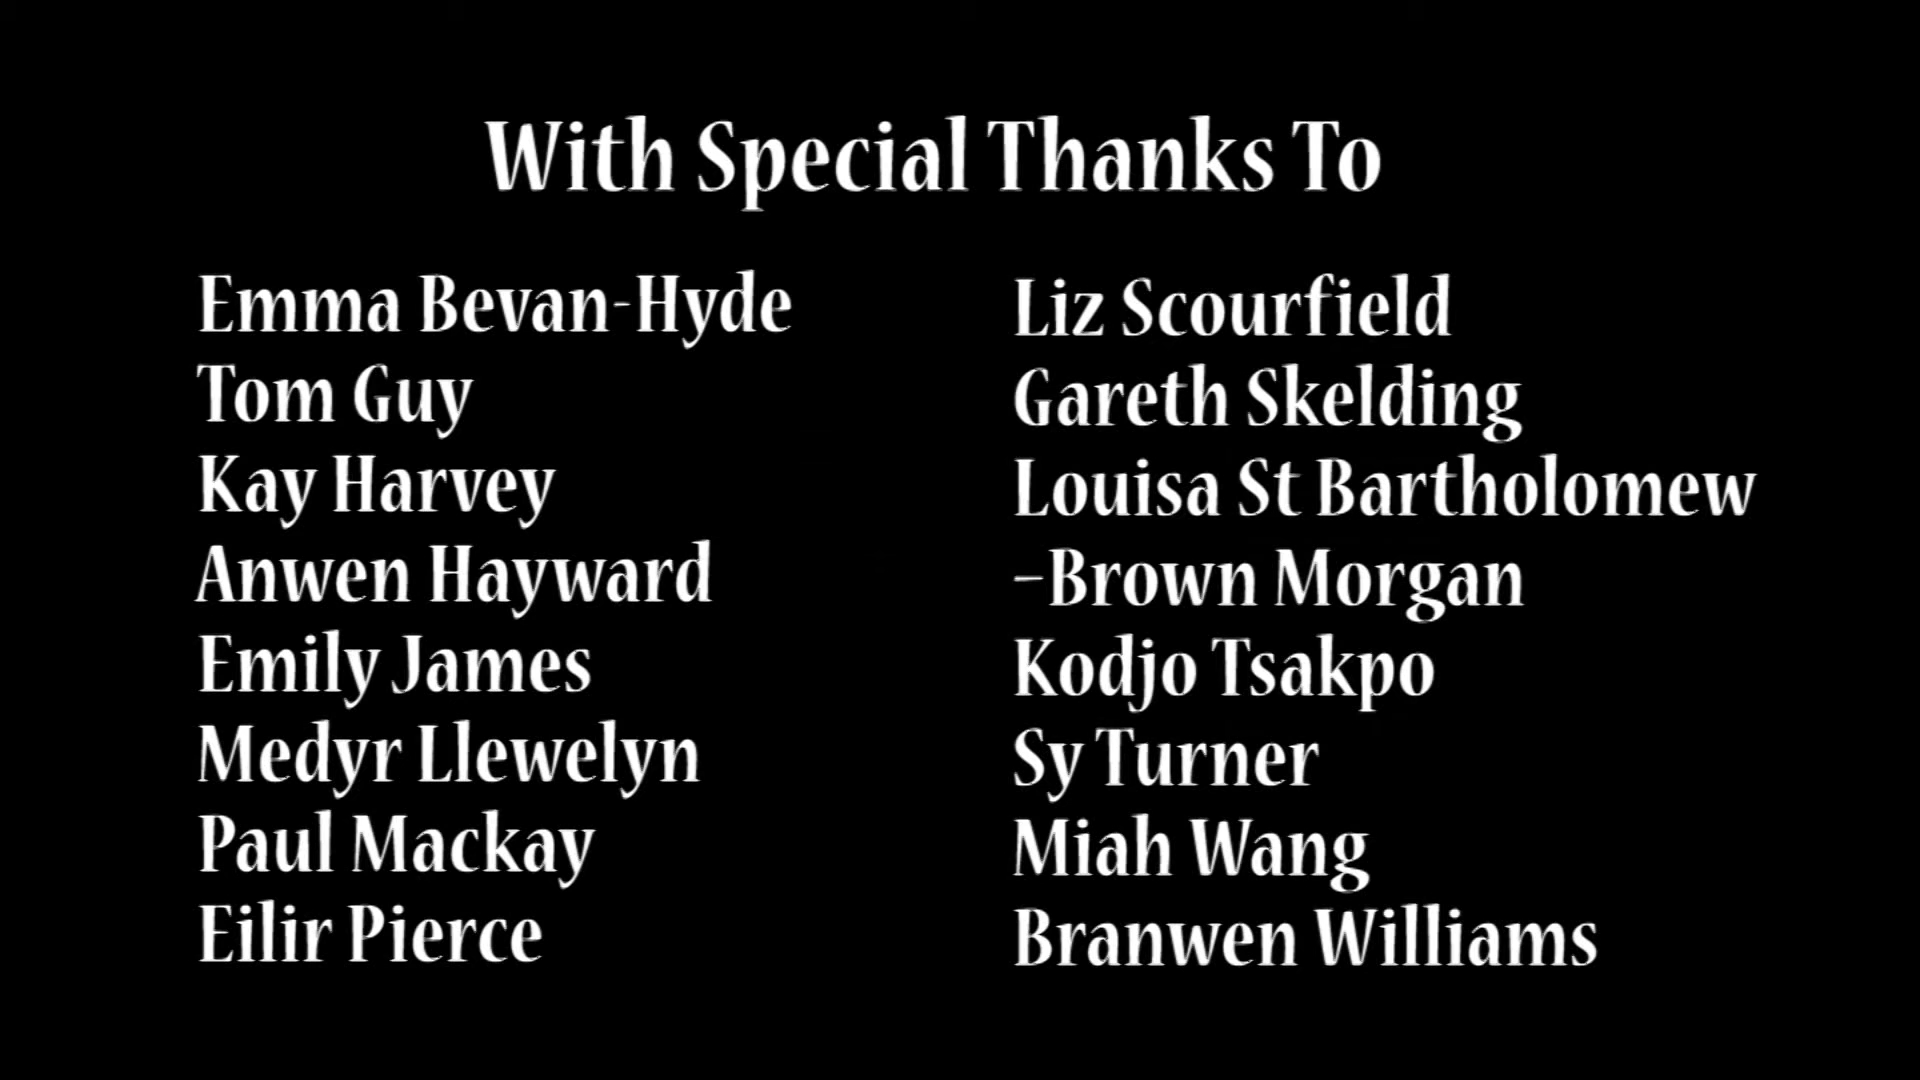 With Special Thanks To
Emma Bevan-Hyde
Tom Guy
Kay Harvey
Anwen Hayward
Emily James
Medyr Llewelyn
Paul Mackay
Eilir Pierce
Liz Scourfield
Gareth Skelding
Louisa St Bartholomew
–Brown Morgan
Kodjo Tsakpo
Sy Turner
Miah Wang
Branwen Williams